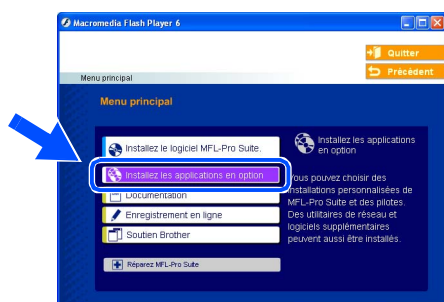 Macromedia Flash Player 6
Quitter
Précédent
Menu principal
Menu principal
Installez le logiciel MFL-Pro Suite.
Installez les applications en option
Documentation
Enregistrement en ligne
Soutien Brother
Réparez MFL-Pro Suite
Installez les applications
en option
Vous pouvez choisir des
installations personnalisées de
MFL-Pro Suite et des pilotes.
Des utilitaires de réseau et
logiciels supplémentaires
peuvent aussi être installés.